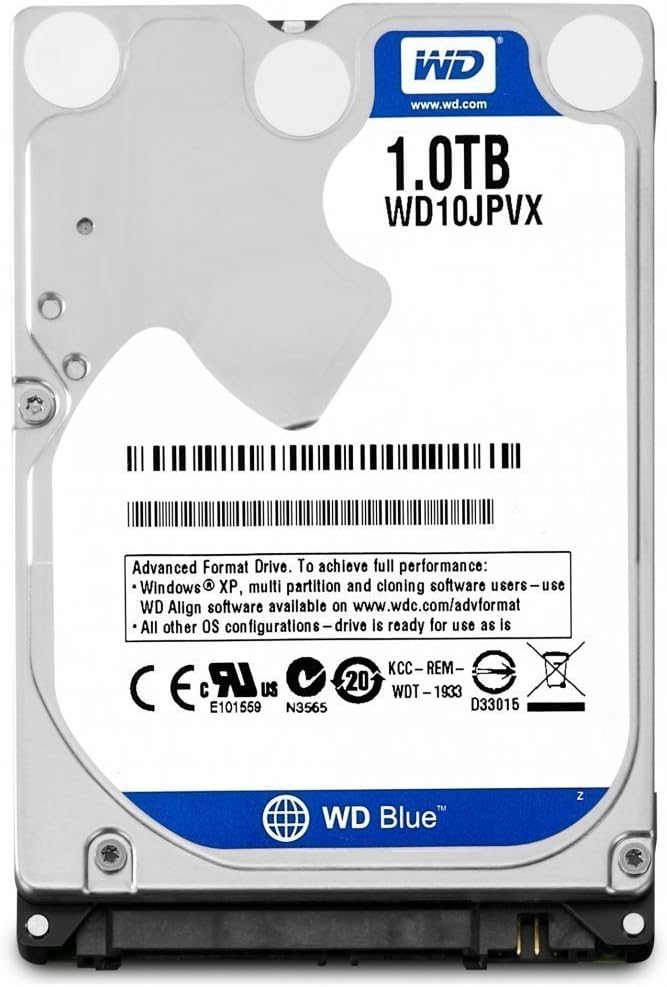 WD®
www.wd.com
1.0TB
WD10JPVX
Advanced Format Drive. To achieve full performance:
• Windows® XP, multi partition and cloning software users – use
WD Align software available on www.wdc.com/advformat
• All other OS configurations – drive is ready for use as is
CE c RU us N 20 KCC – REM –
WDT – 1933
E101559 N3565 D33015
Z
WD Blue™